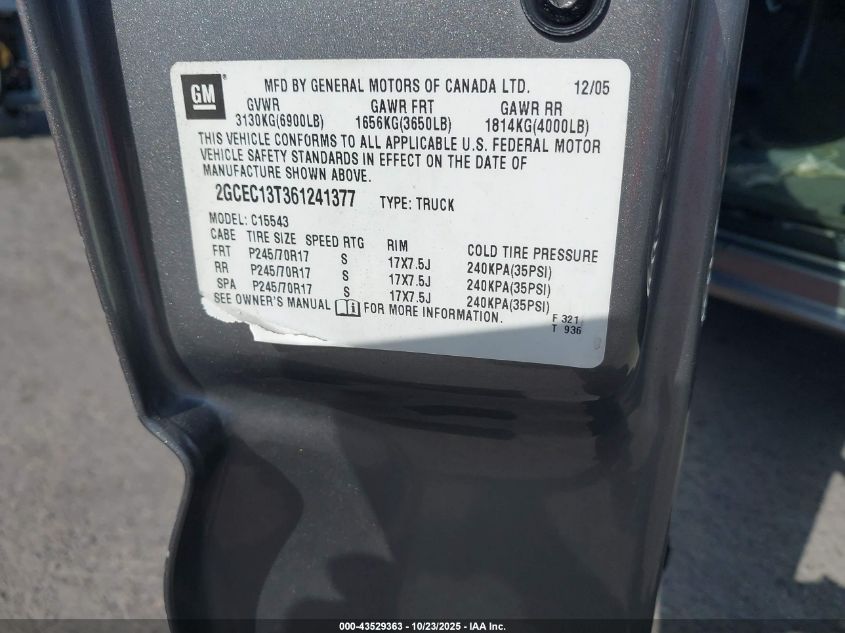 GM
MFD BY GENERAL MOTORS OF CANADA LTD. 12/05
GVWR GAWR FRT GAWR RR
3130KG(6900LB) 1656KG(3650LB) 1814KG(4000LB)
THIS VEHICLE CONFORMS TO ALL APPLICABLE U.S. FEDERAL MOTOR
VEHICLE SAFETY STANDARDS IN EFFECT ON THE DATE OF
MANUFACTURE SHOWN ABOVE.
2GCEC13T361241377 TYPE: TRUCK
MODEL: C15543
CABE TIRE SIZE SPEED RTG RIM COLD TIRE PRESSURE
FRT P245/70R17 S 17X7.5J 240KPA(35PSI)
RR P245/70R17 S 17X7.5J 240KPA(35PSI)
SPA P245/70R17 S 17X7.5J 240KPA(35PSI)
SEE OWNER'S MANUAL FOR MORE INFORMATION.
F 321
T 936
000-43529363 - 10/23/2025 - IAA Inc.